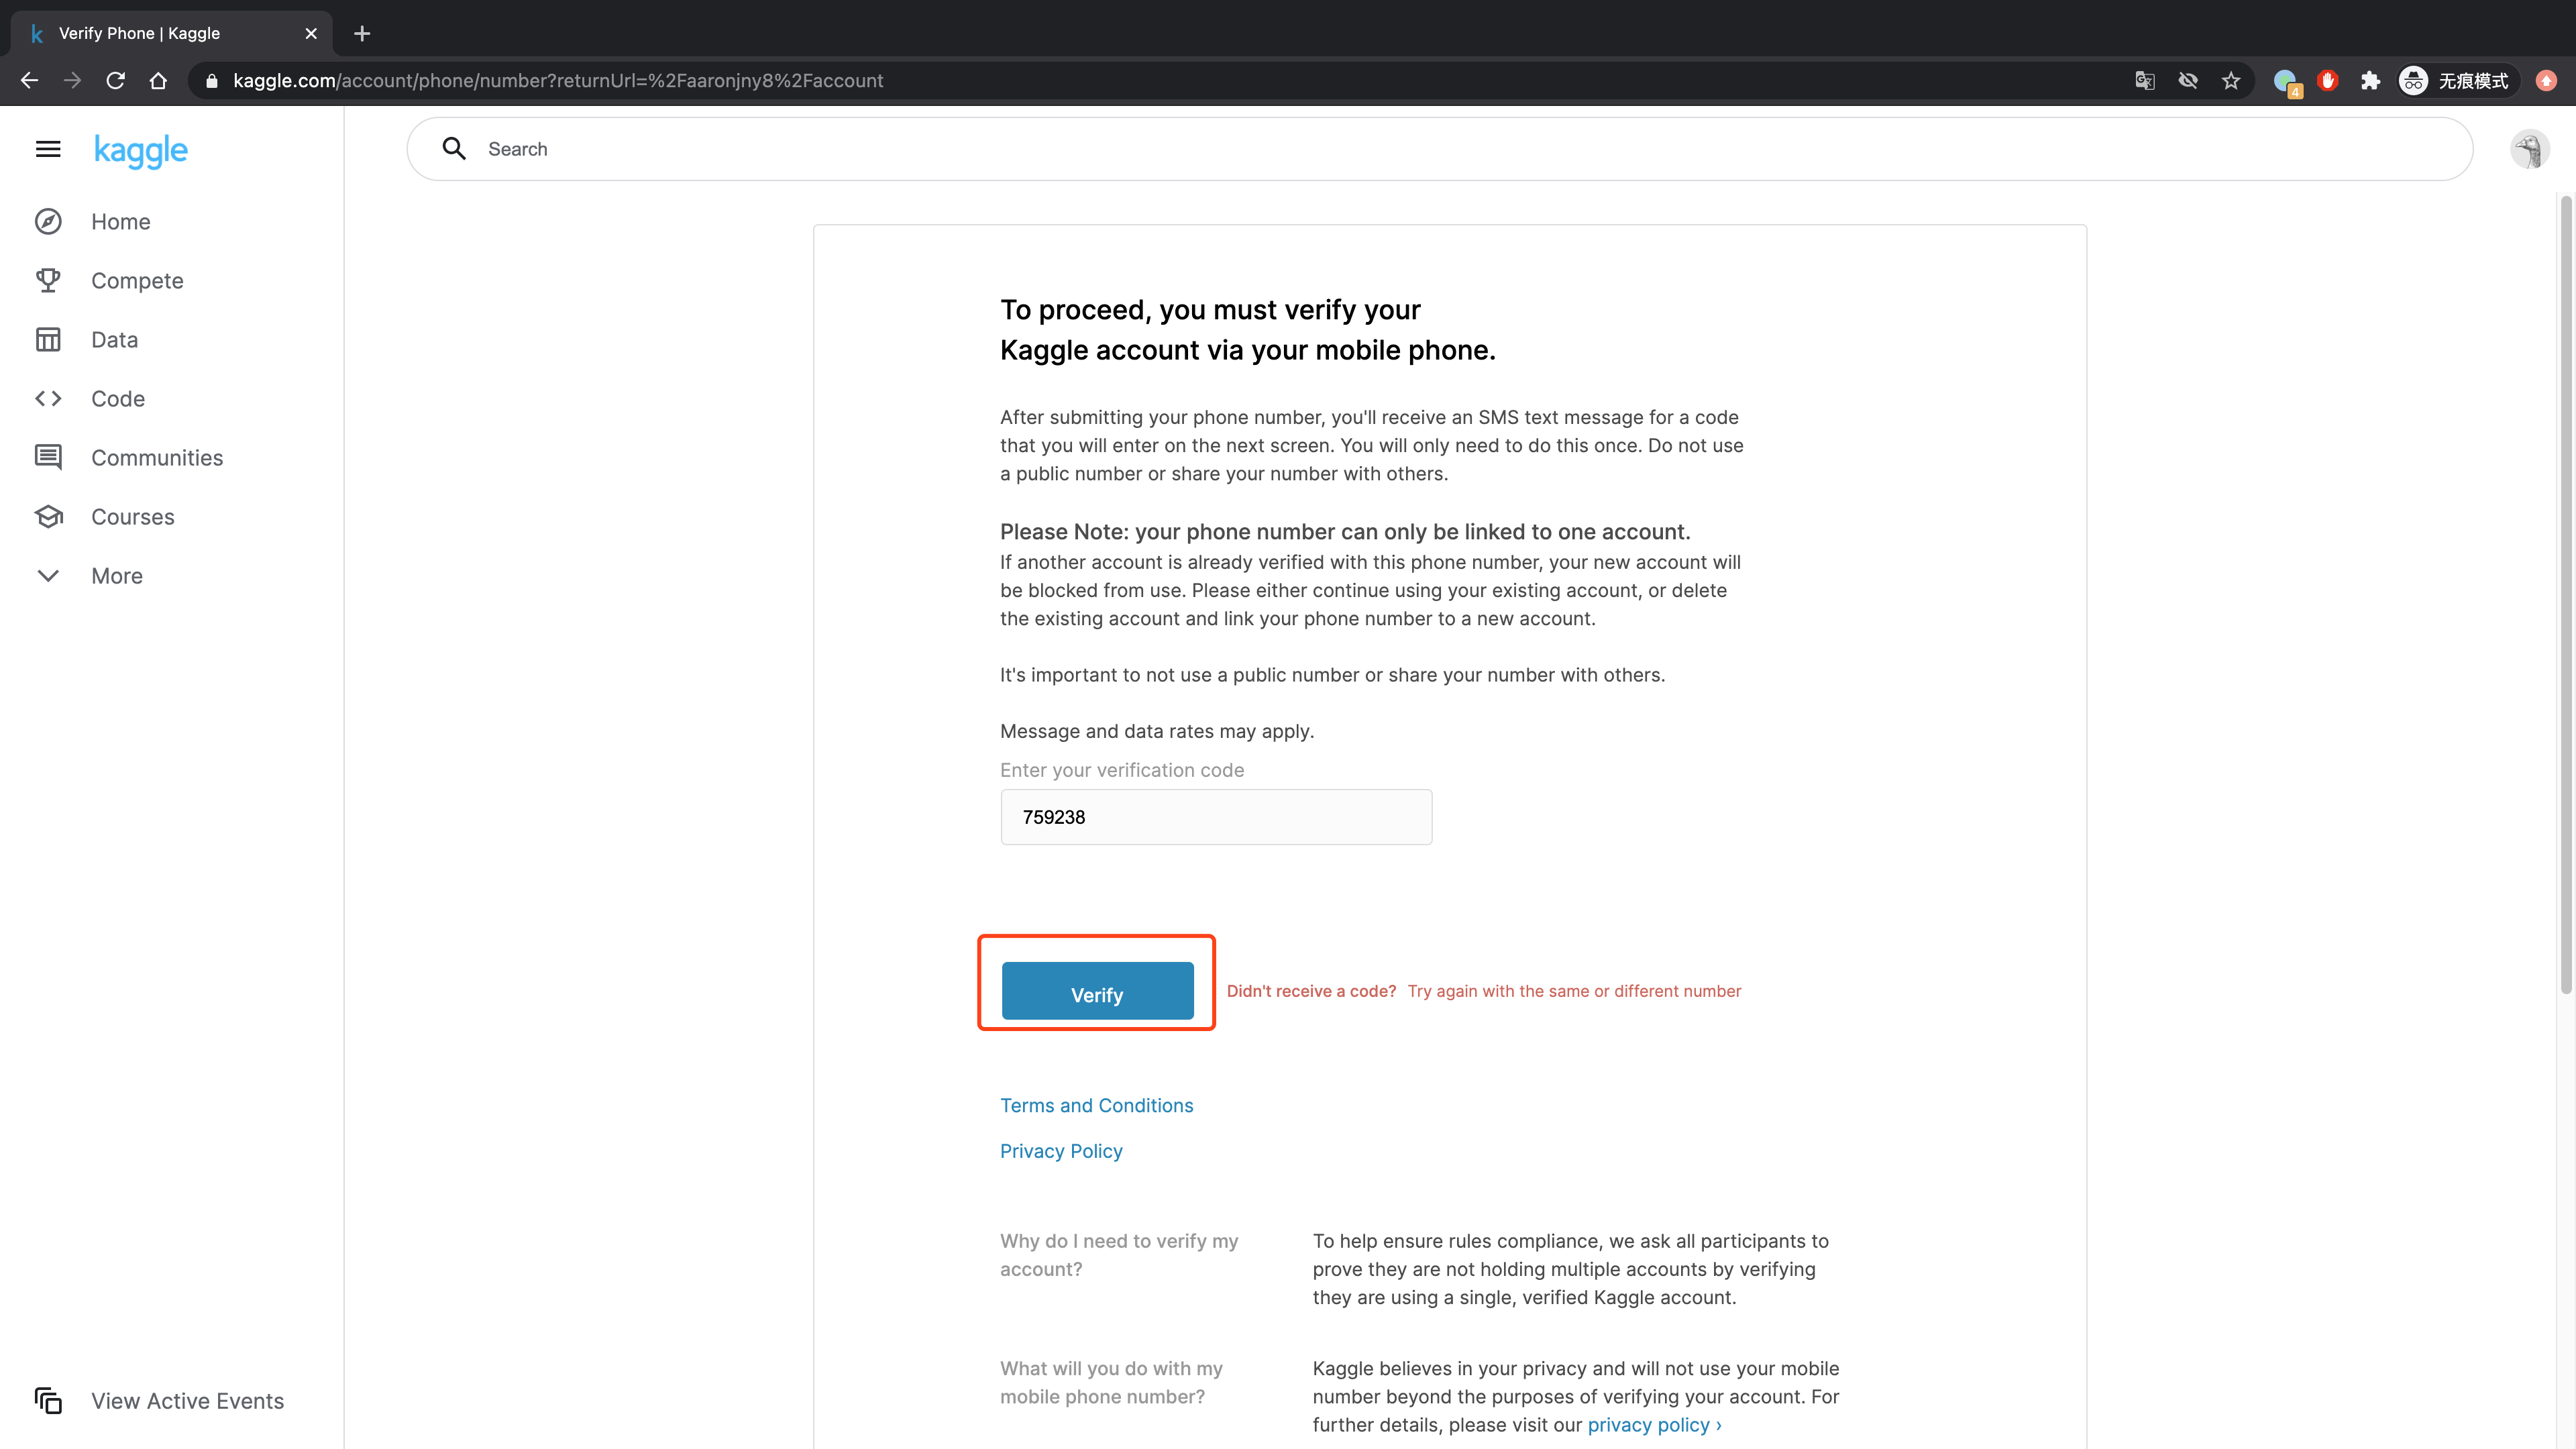 Verify Phone | Kaggle
kaggle.com/account/phone/number?returnUrl=%2Faaronjny8%2Faccount
4
无痕模式
kaggle
Search
Home
Compete
Data
Code
Communities
Courses
More
View Active Events
To proceed, you must verify your
Kaggle account via your mobile phone.
After submitting your phone number, you'll receive an SMS text message for a code
that you will enter on the next screen. You will only need to do this once. Do not use
a public number or share your number with others.
Please Note: your phone number can only be linked to one account.
If another account is already verified with this phone number, your new account will
be blocked from use. Please either continue using your existing account, or delete
the existing account and link your phone number to a new account.
It's important to not use a public number or share your number with others.
Message and data rates may apply.
Enter your verification code
759238
Verify
Didn't receive a code? Try again with the same or different number
Terms and Conditions
Privacy Policy
Why do I need to verify my
account?
To help ensure rules compliance, we ask all participants to
prove they are not holding multiple accounts by verifying
they are using a single, verified Kaggle account.
What will you do with my
mobile phone number?
Kaggle believes in your privacy and will not use your mobile
number beyond the purposes of verifying your account. For
further details, please visit our privacy policy ›